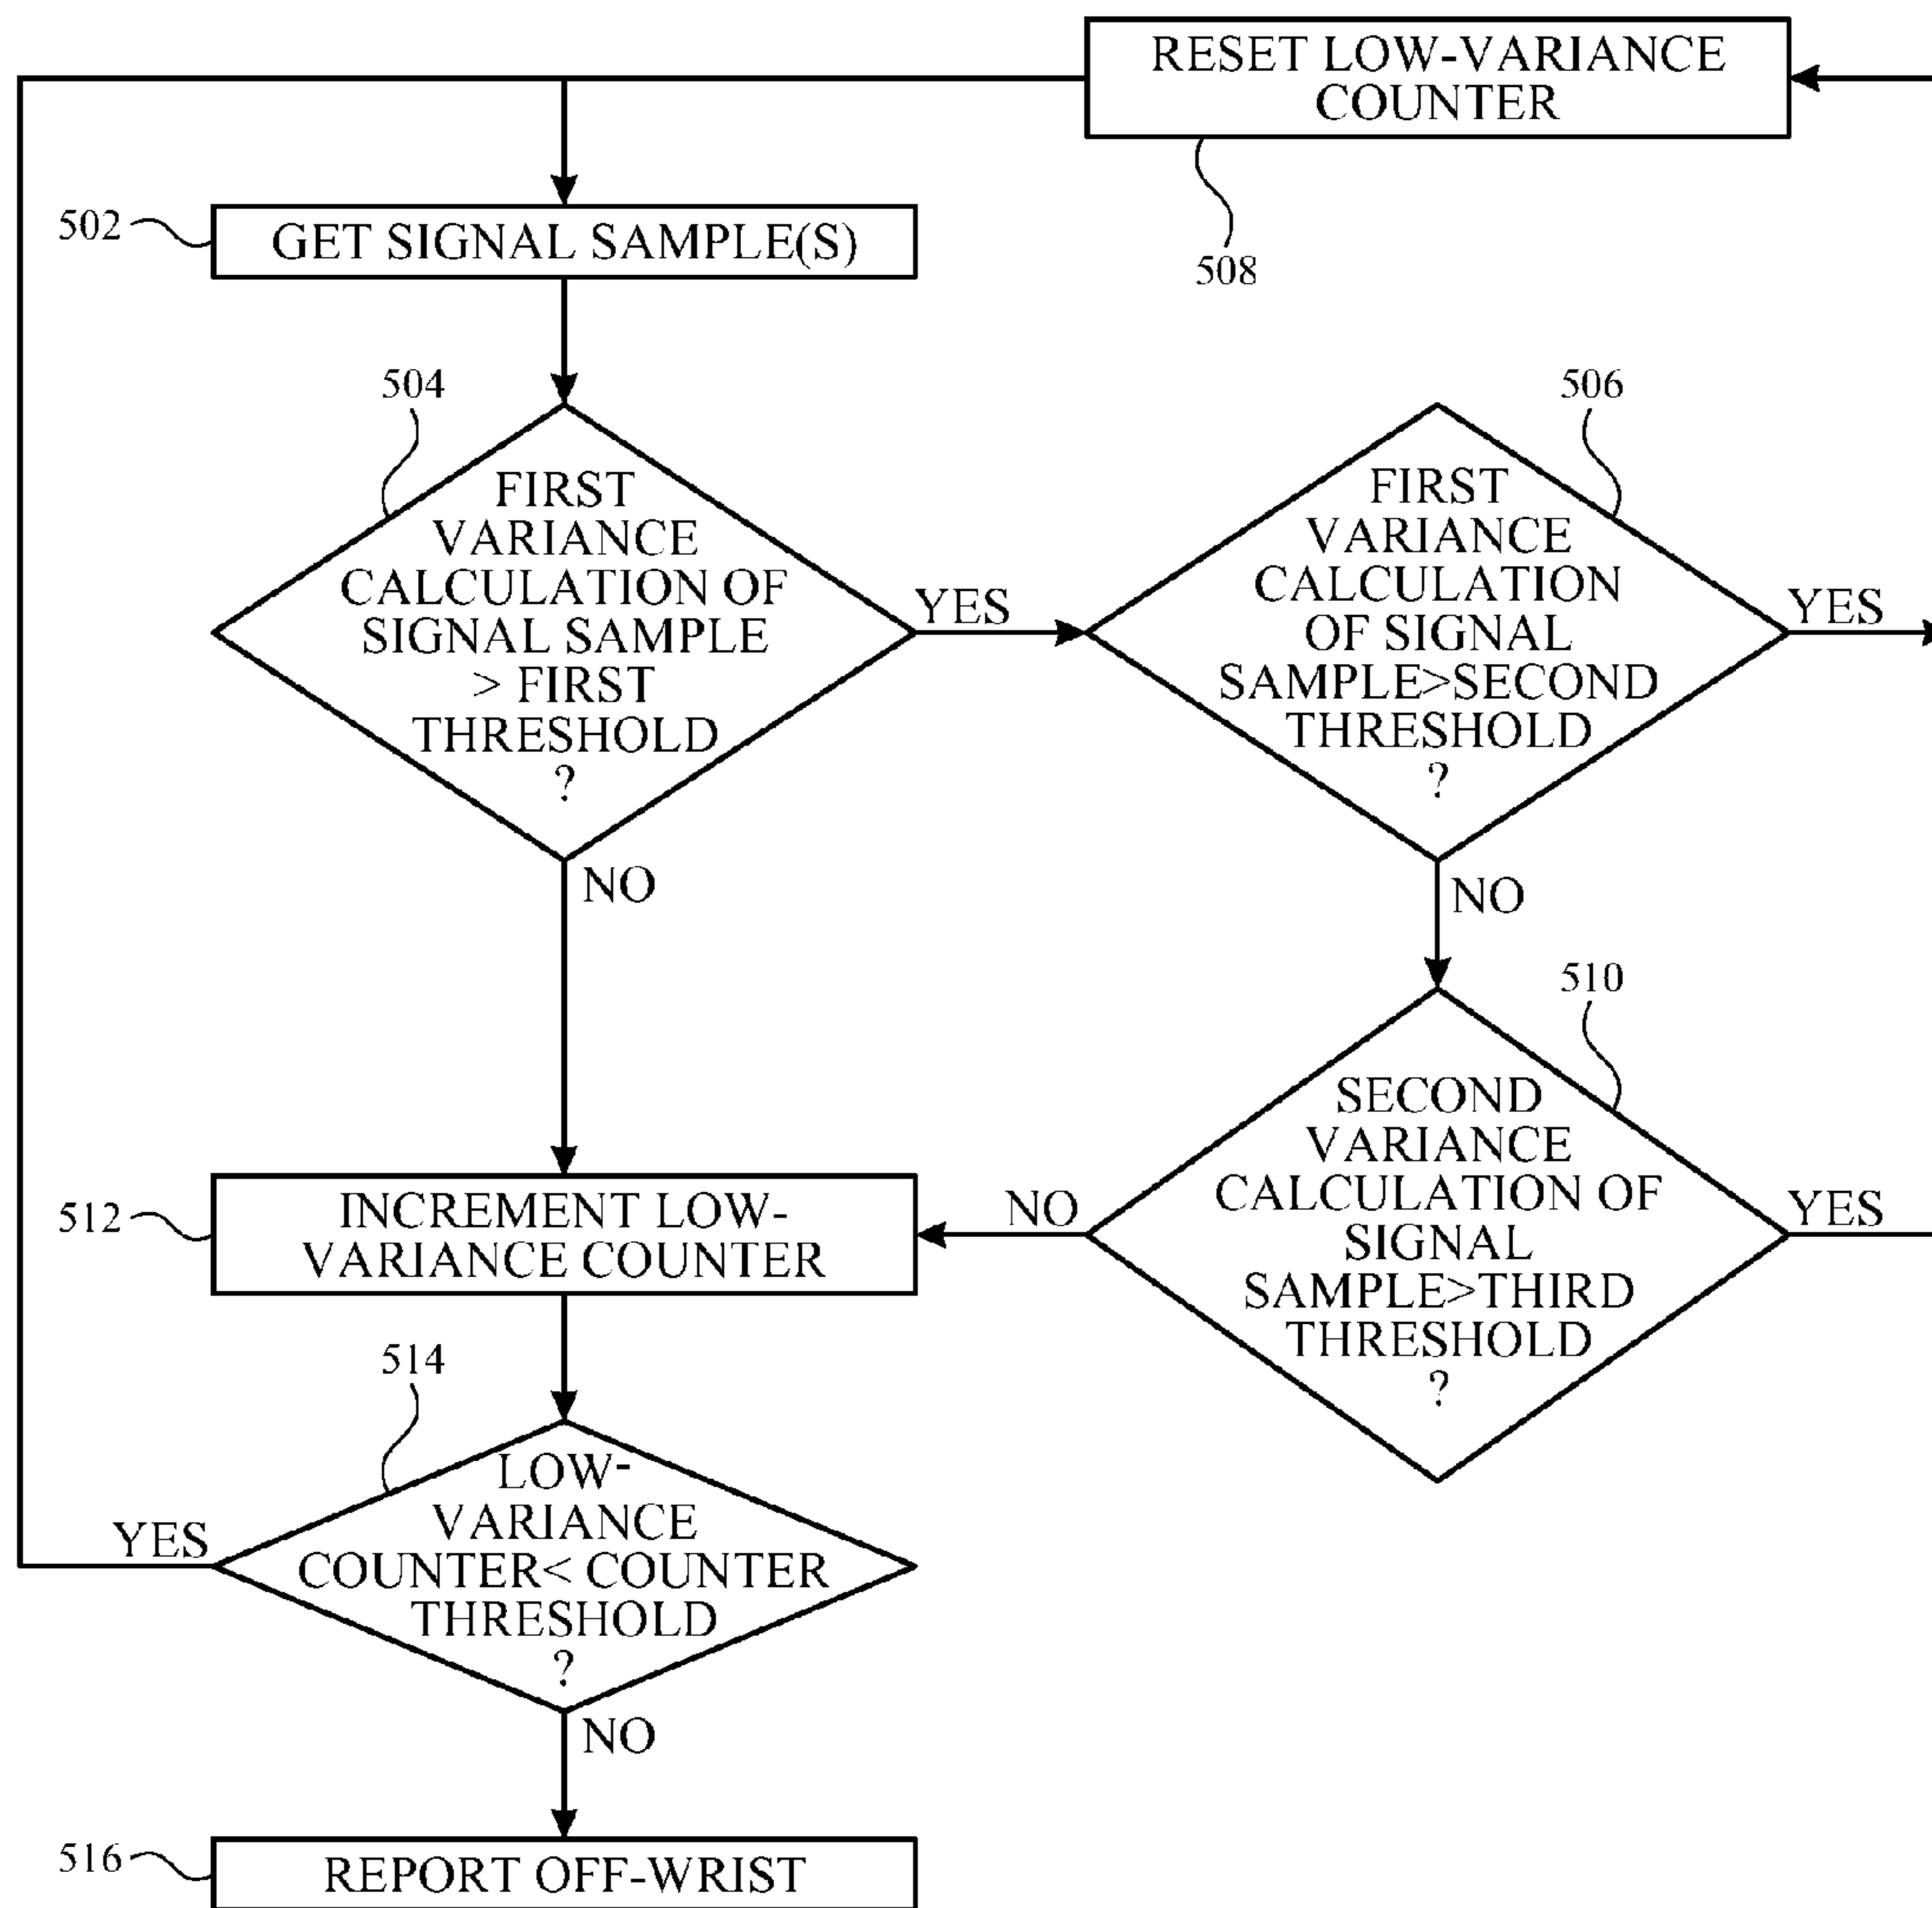 RESET LOW-VARIANCE
COUNTER
508
502
GET SIGNAL SAMPLE(S)
504
FIRST
VARIANCE
CALCULATION OF
SIGNAL SAMPLE
> FIRST
THRESHOLD
?
YES
NO
506
FIRST
VARIANCE
CALCULATION
OF SIGNAL
SAMPLE>SECOND
THRESHOLD
?
YES
NO
510
SECOND
VARIANCE
CALCULATION OF
SIGNAL
SAMPLE>THIRD
THRESHOLD
?
YES
NO
512
INCREMENT LOW-
VARIANCE COUNTER
514
LOW-
VARIANCE
COUNTER< COUNTER
THRESHOLD
?
YES
NO
516
REPORT OFF-WRIST